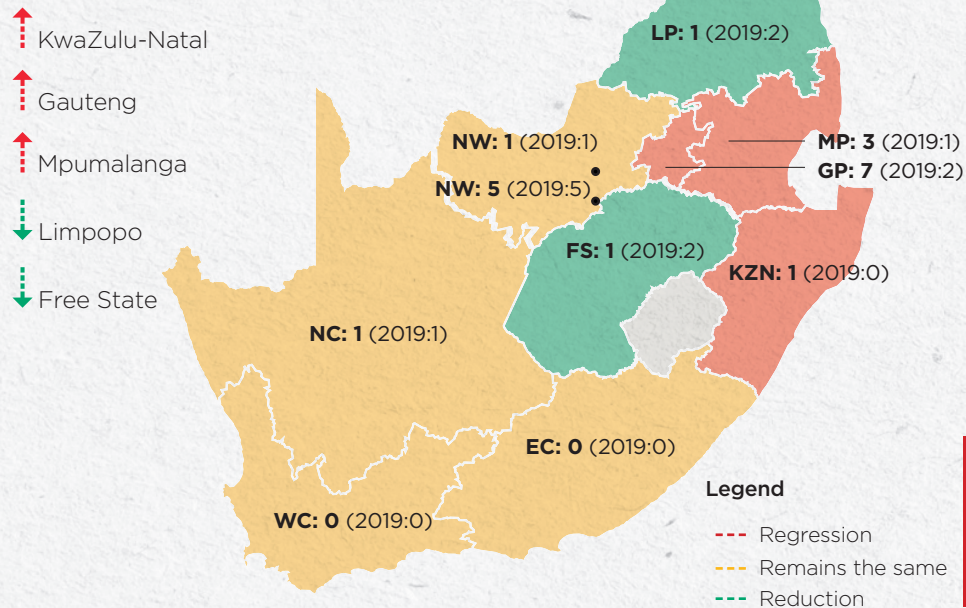 KwaZulu-Natal
Gauteng
Mpumalanga
Limpopo
Free State
LP: 1 (2019:2)
NW: 1 (2019:1)
MP: 3 (2019:1)
GP: 7 (2019:2)
NW: 5 (2019:5)
FS: 1 (2019:2)
KZN: 1 (2019:0)
NC: 1 (2019:1)
EC: 0 (2019:0)
WC: 0 (2019:0)
Legend
Regression
Remains the same
Reduction